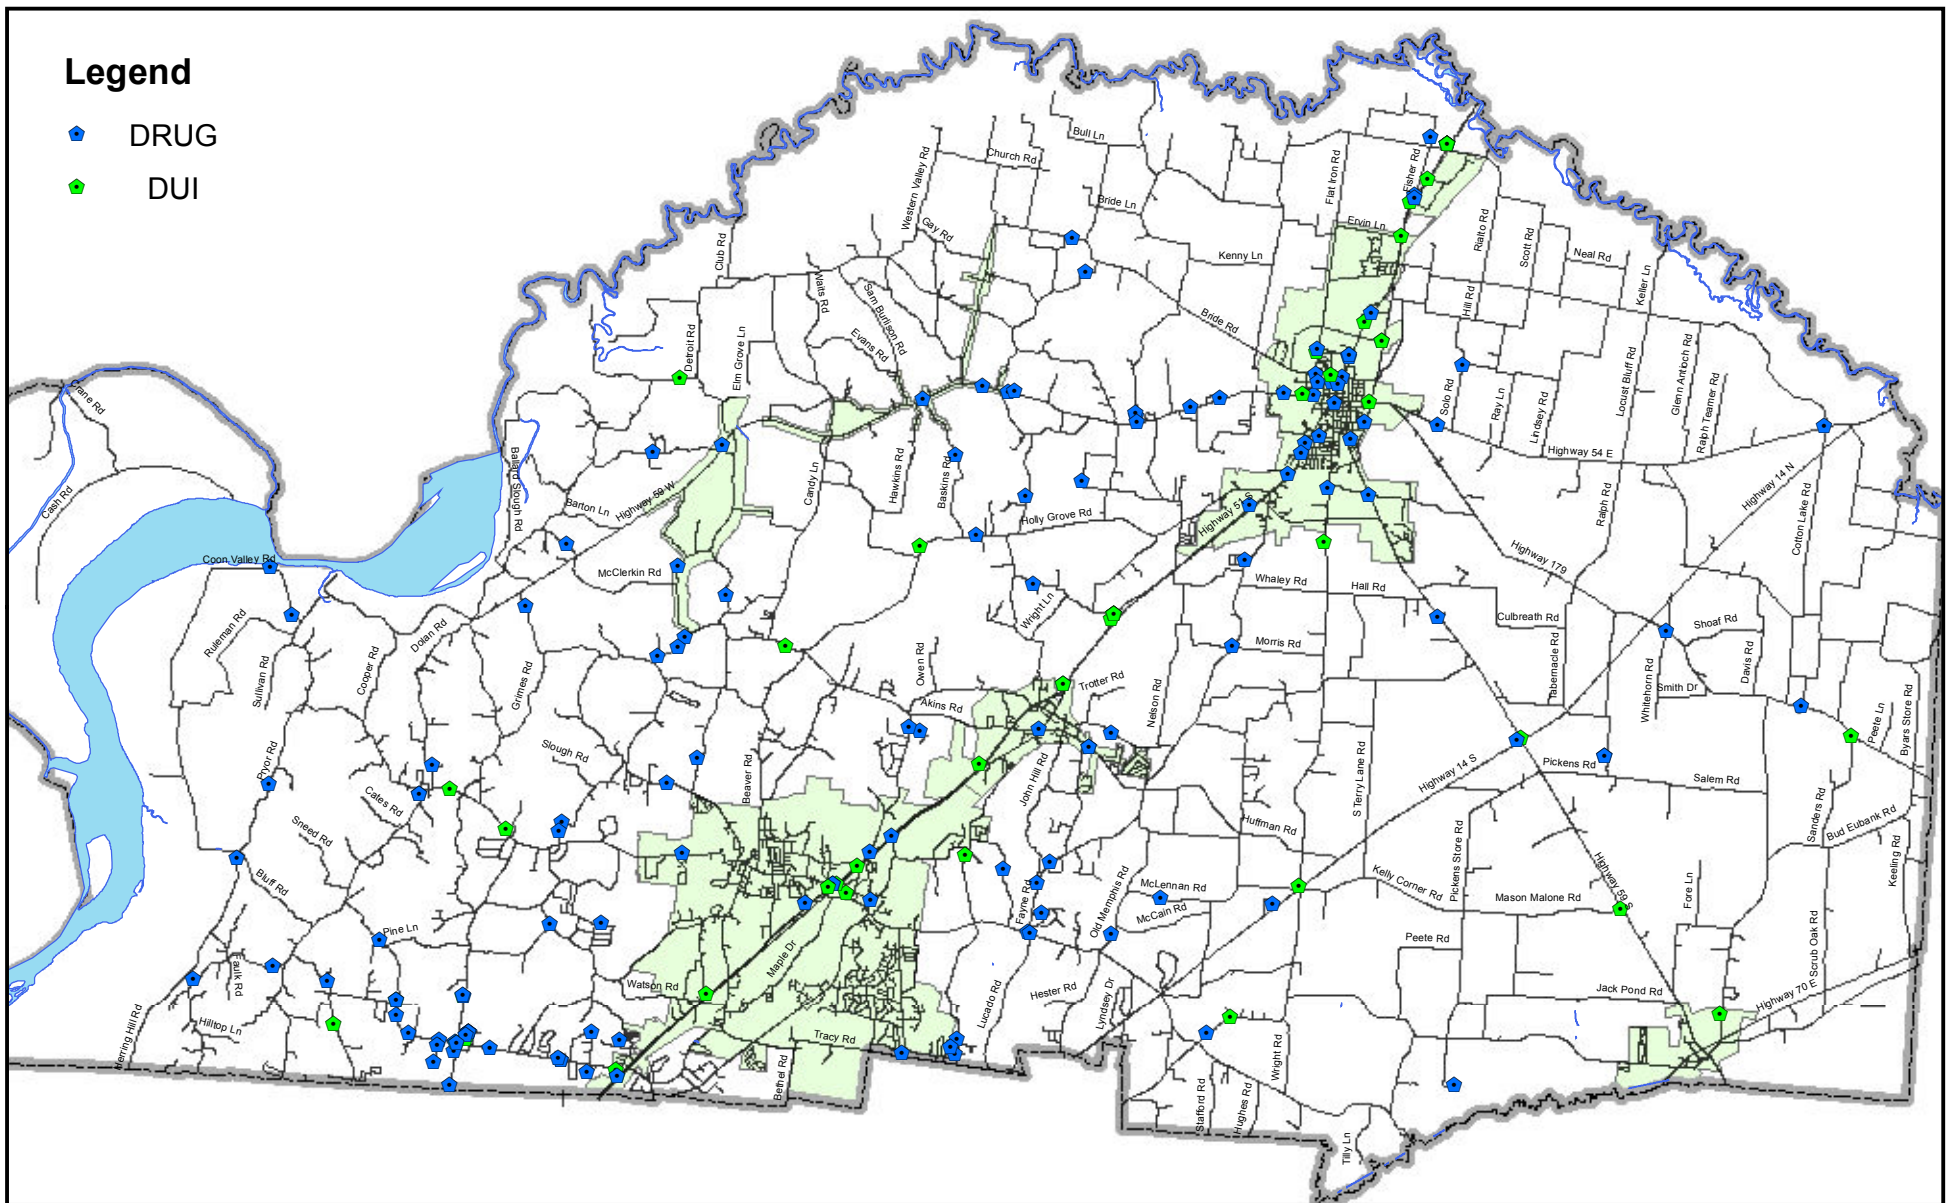 Legend
DRUG
DUI
Bull Ln
Church Rd
Western Valley Rd
Flat Iron Rd
Fisher Rd
Bride Ln
Gay Rd
Ervin Ln
Rialto Rd
Scott Rd
Club Rd
Kenny Ln
Neal Rd
Keller Ln
Waits Rd
Sam Burlison Rd
Hill Rd
Detroit Rd
Elm Grove Ln
Evans Rd
Bride Rd
Locust Bluff Rd
Glenn Antioch Rd
Ralph Teamer Rd
Crane Rd
Solo Rd
Ray Ln
Lindsey Rd
Highway 54 E
Cash Rd
Ballard Slough Rd
Candy Ln
Hawkins Rd
Baskins Rd
Highway 59 W
Barton Ln
Highway 51 S
Ralph Rd
Highway 14 N
Cotton Lake Rd
Holly Grove Rd
Coon Valley Rd
McClerkin Rd
Highway 179
Whaley Rd
Hall Rd
Wright Ln
Culbreath Rd
Shoaf Rd
Ruleman Rd
Dolan Rd
Morris Rd
Sullivan Rd
Cooper Rd
Grimes Rd
Owen Rd
Trotter Rd
Nelson Rd
Tabernacle Rd
Whitehorn Rd
Smith Dr
Davis Rd
Akins Rd
Peete Ln
Byars Store Rd
Pryor Rd
Slough Rd
Beaver Rd
John Hill Rd
S Terry Lane Rd
Highway 14 S
Pickens Rd
Salem Rd
Cates Rd
Sneed Rd
Huffman Rd
Pickens Store Rd
Sanders Rd
Bud Eubank Rd
Keeling Rd
Bluff Rd
Fayne Rd
Old Memphis Rd
McLennan Rd
McCain Rd
Kelly Corner Rd
Mason Malone Rd
Highway 59 S
Fore Ln
Pine Ln
Peete Rd
Scrub Oak Rd
Maple Dr
Faulk Rd
Watson Rd
Lucado Rd
Hester Rd
Lyndsey Dr
Jack Pond Rd
Highway 70 E
Herring Hill Rd
Hilltop Ln
Tracy Rd
Bethel Rd
Wright Rd
Stafford Rd
Hughes Rd
Tilly Ln